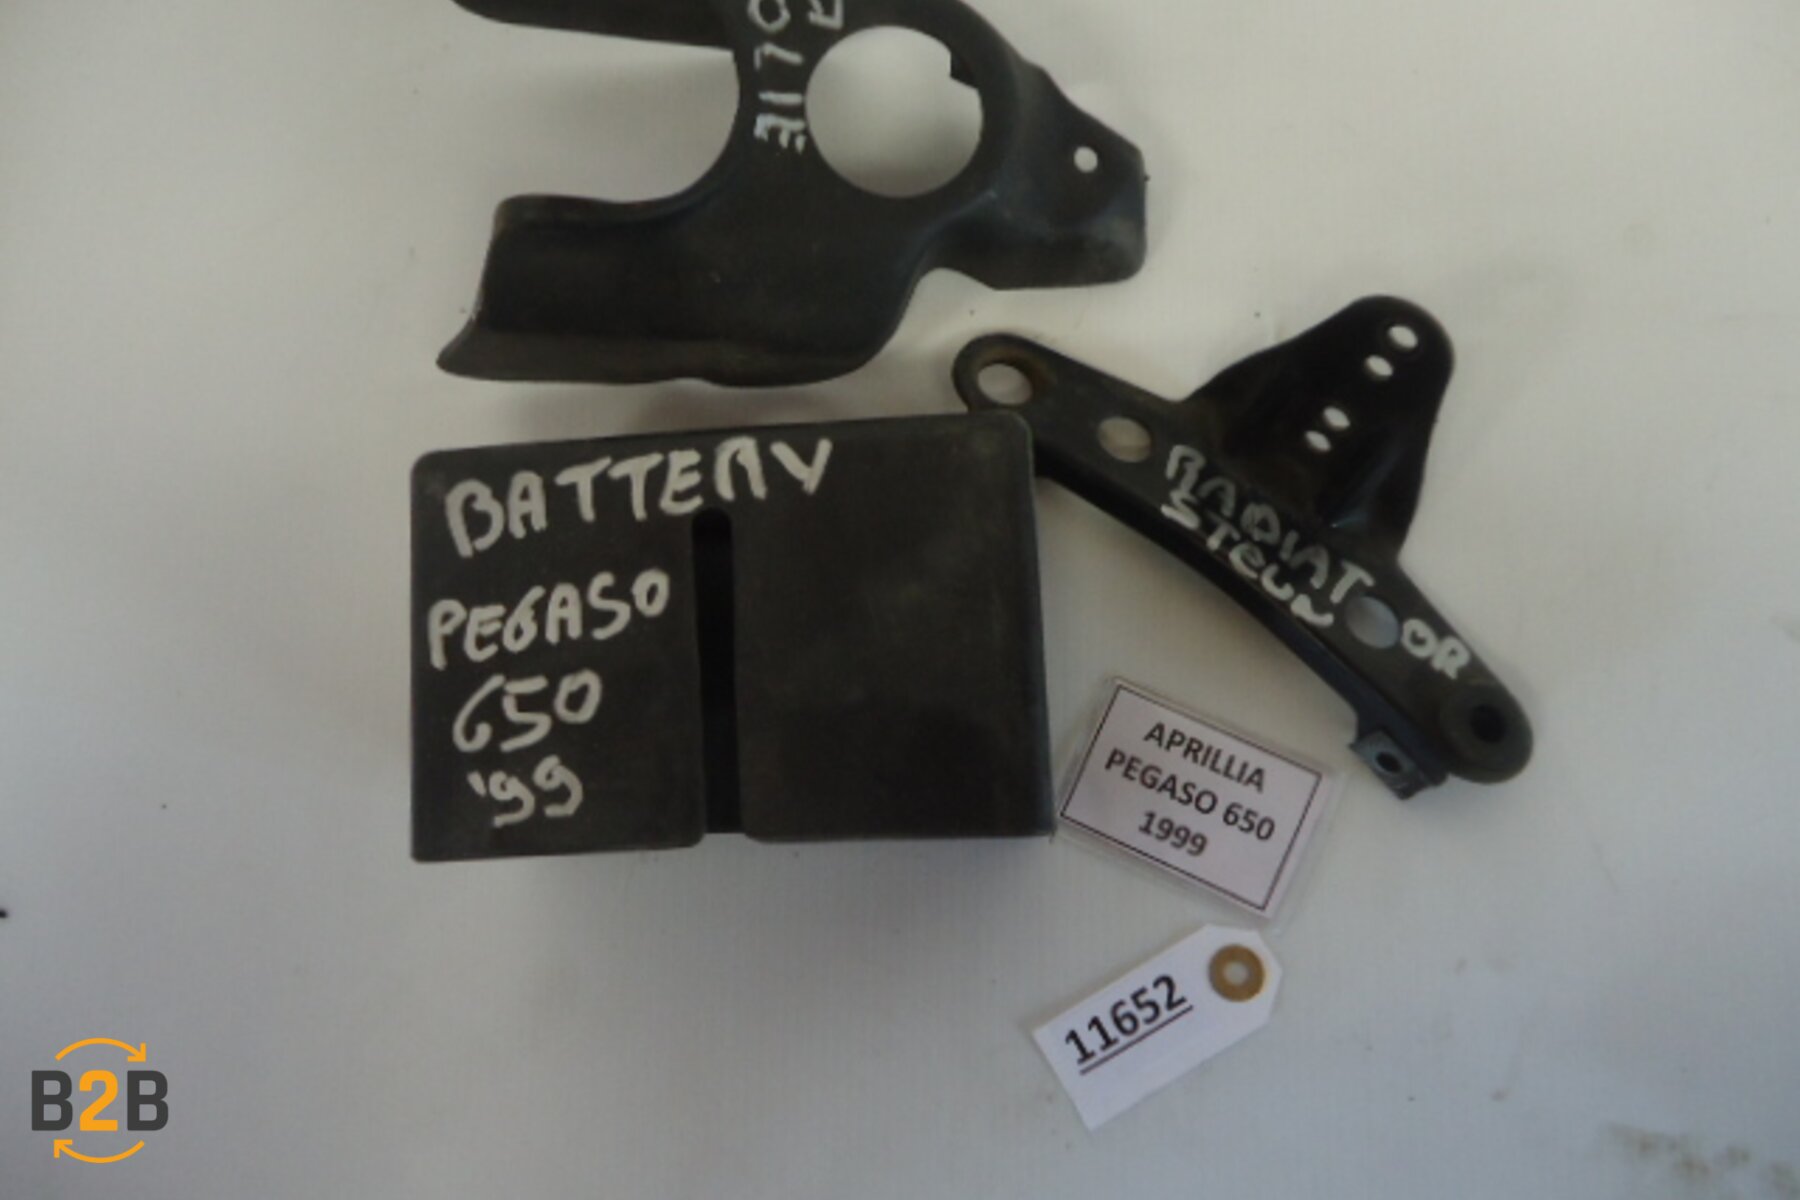 BATTERY
PEGASO
650
'99
RADIATOR
STEUN
APRILLIA
PEGASO 650
1999
11652
B2B